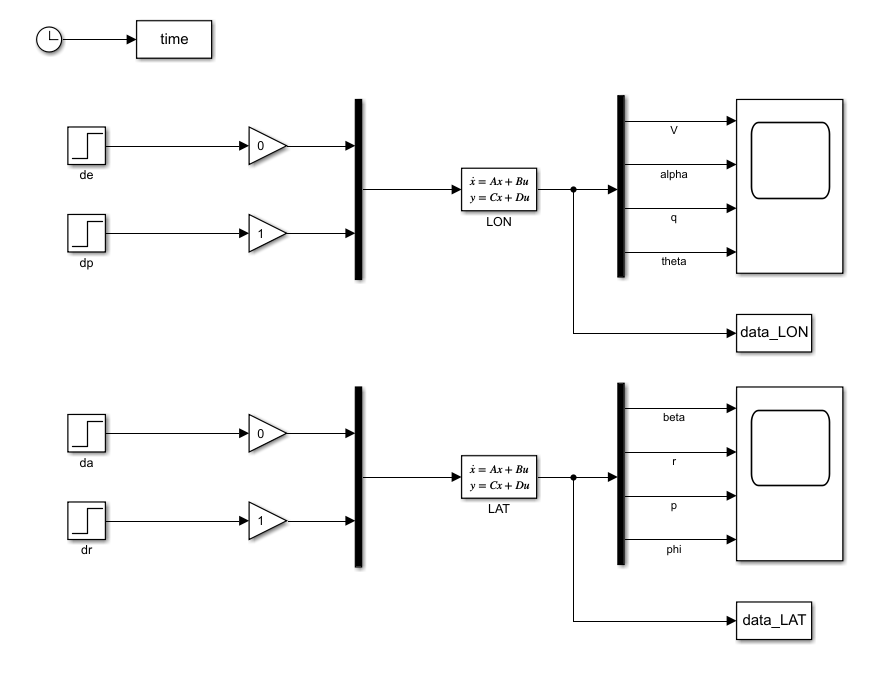 time
de
0
dp
1
ẋ = Ax + Bu
y = Cx + Du
LON
V
alpha
q
theta
data_LON
da
0
dr
1
ẋ = Ax + Bu
y = Cx + Du
LAT
beta
r
p
phi
data_LAT